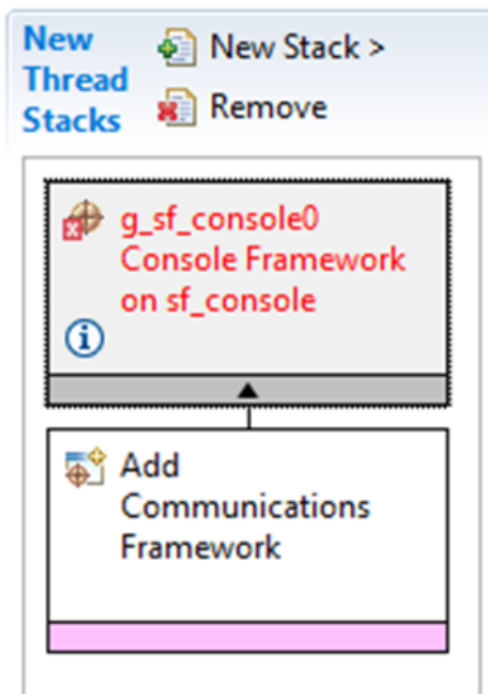 New Thread Stacks
New Stack >
Remove
g_sf_console0
Console Framework
on sf_console
Add
Communications
Framework